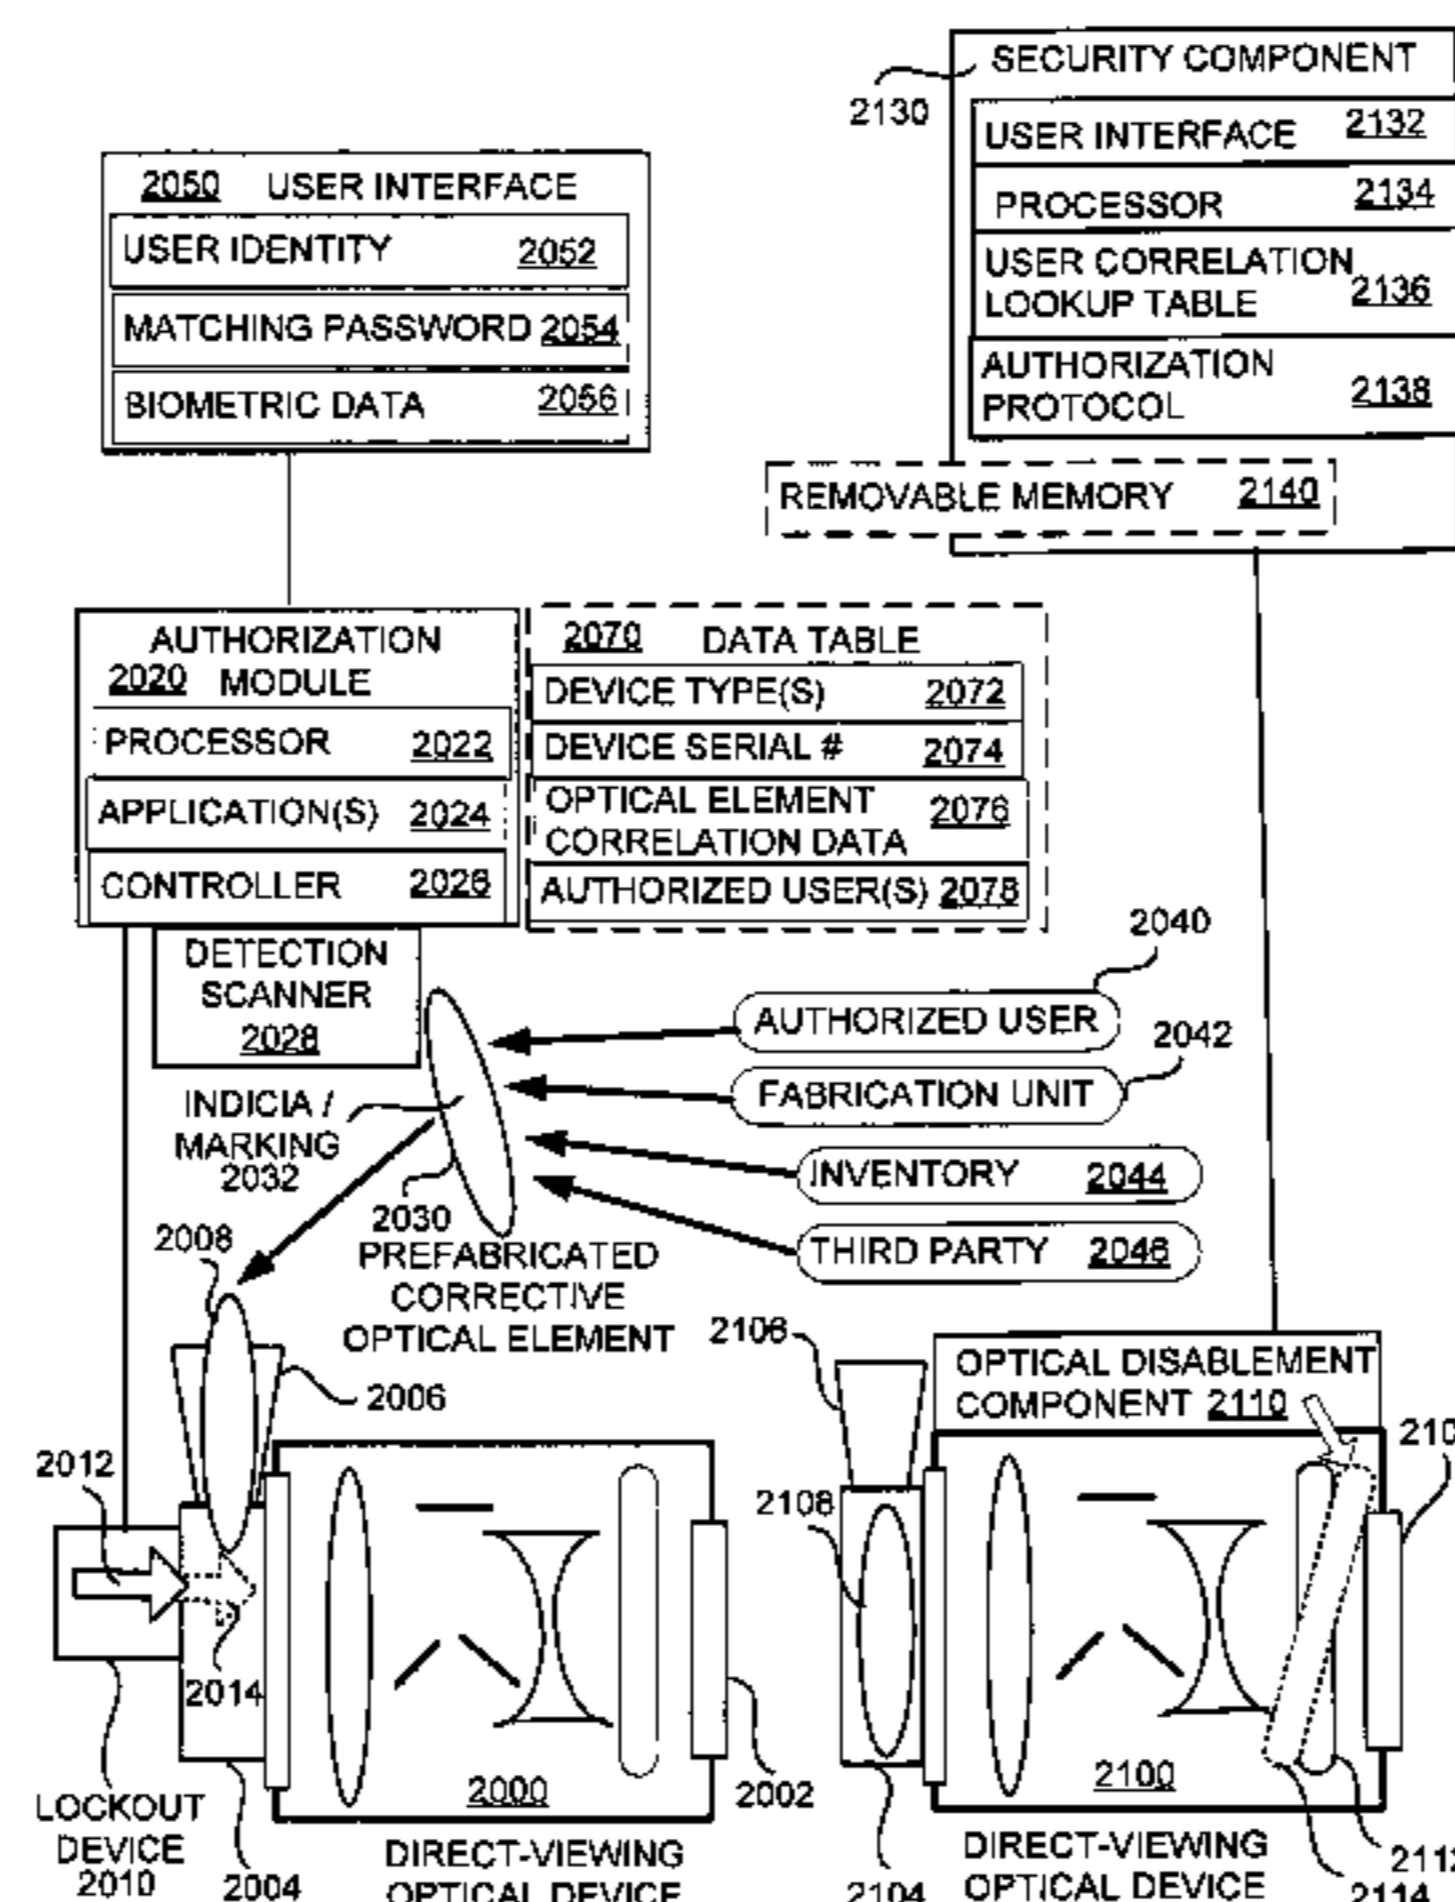 SECURITY COMPONENT
2130
USER INTERFACE 2132
PROCESSOR 2134
USER CORRELATION
LOOKUP TABLE 2136
AUTHORIZATION
PROTOCOL 2138
REMOVABLE MEMORY 2140
2050 USER INTERFACE
USER IDENTITY 2052
MATCHING PASSWORD 2054
BIOMETRIC DATA 2056
AUTHORIZATION
2020 MODULE
PROCESSOR 2022
APPLICATION(S) 2024
CONTROLLER 2026
2070 DATA TABLE
DEVICE TYPE(S) 2072
DEVICE SERIAL # 2074
OPTICAL ELEMENT
CORRELATION DATA 2076
AUTHORIZED USER(S) 2078
DETECTION
SCANNER
2028
2040
AUTHORIZED USER
2042
FABRICATION UNIT
INVENTORY 2044
THIRD PARTY 2046
INDICIA /
MARKING
2032
2030
PREFABRICATED
CORRECTIVE
OPTICAL ELEMENT
2008
2006
2012
2014
LOCKOUT
DEVICE
2010
2004
2000
2002
DIRECT-VIEWING
OPTICAL DEVICE
2106
OPTICAL DISABLEMENT
COMPONENT 2110
2108
2100
2104
DIRECT-VIEWING
OPTICAL DEVICE
2112
2114